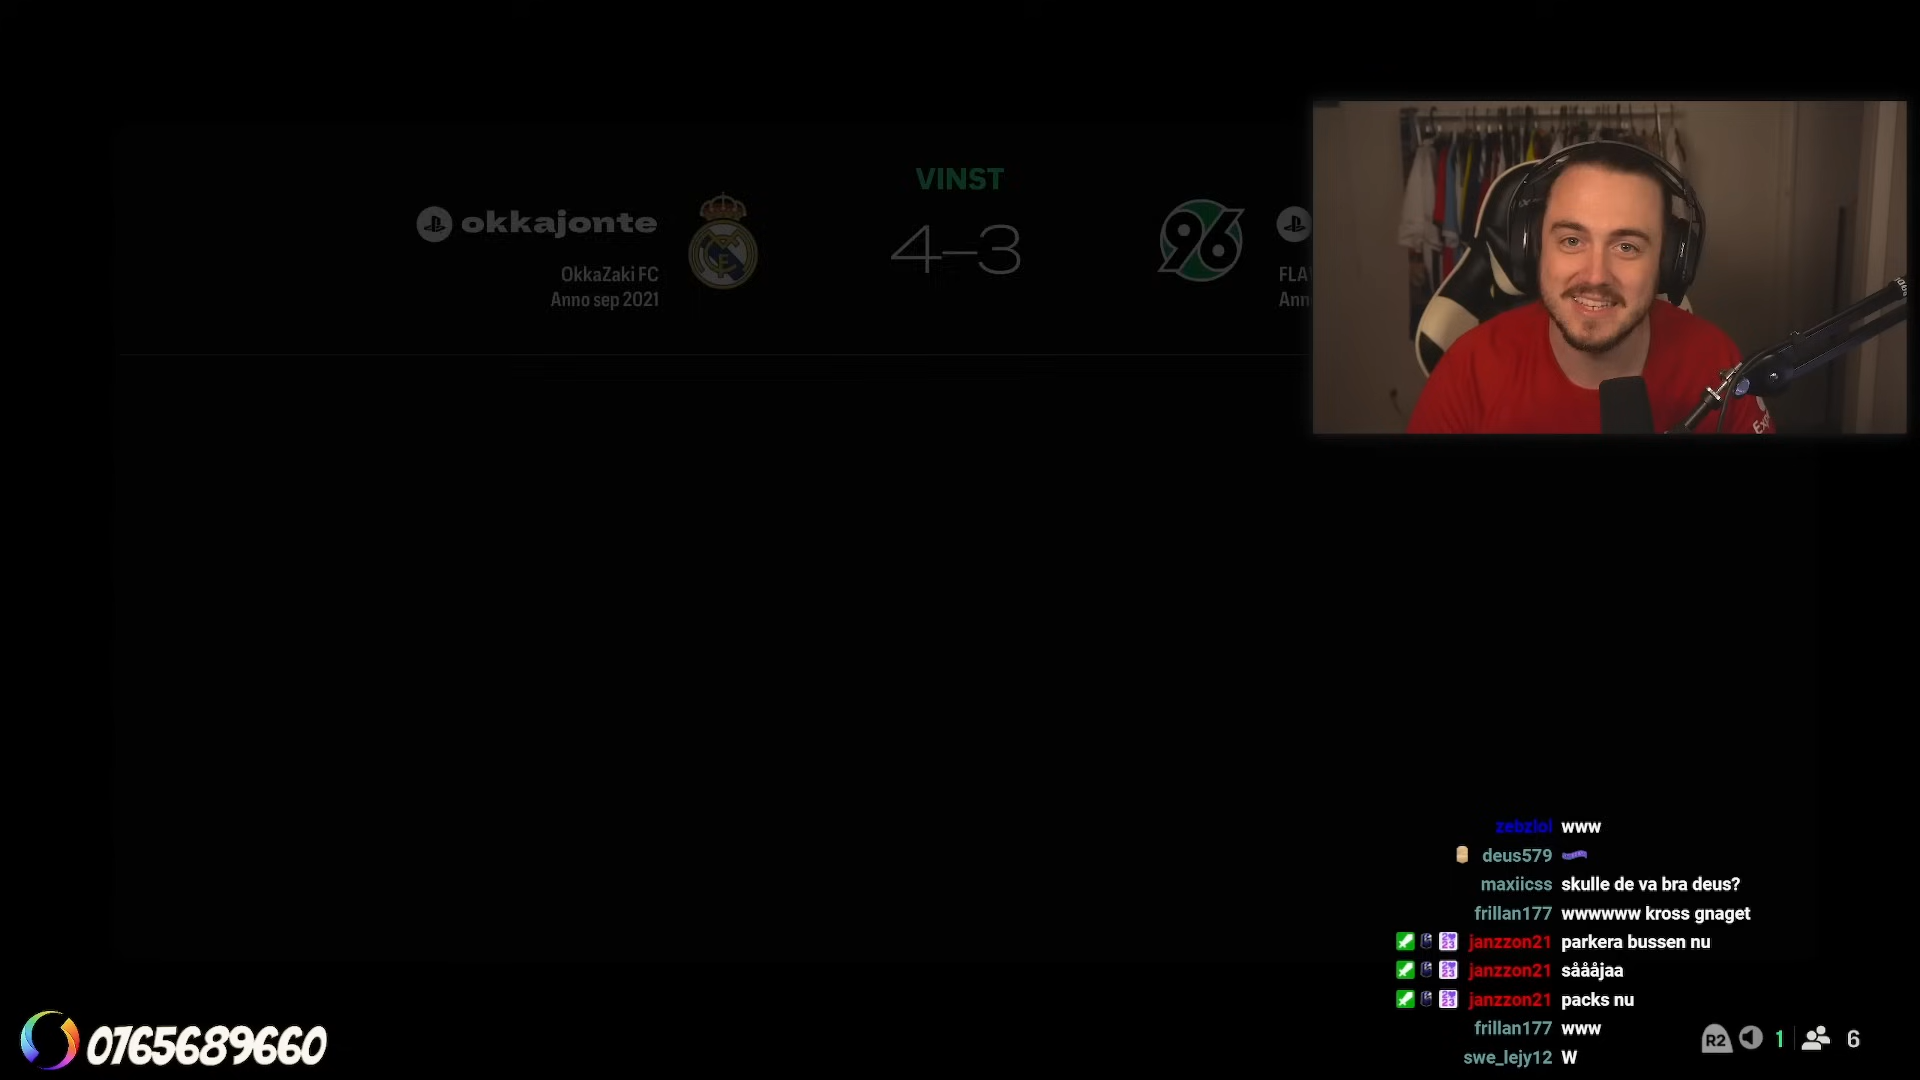 VINST
okkajonte
4–3
96
OkkaZaki FC
Anno sep 2021
FLA
Ann
zebzlol www
deus579
maxiicss skulle de va bra deus?
frillan177 wwwwww kross gnaget
janzzon21 parkera bussen nu
janzzon21 såååjaa
janzzon21 packs nu
frillan177 www
swe_lejy12 W
0765689660
R2 1 6